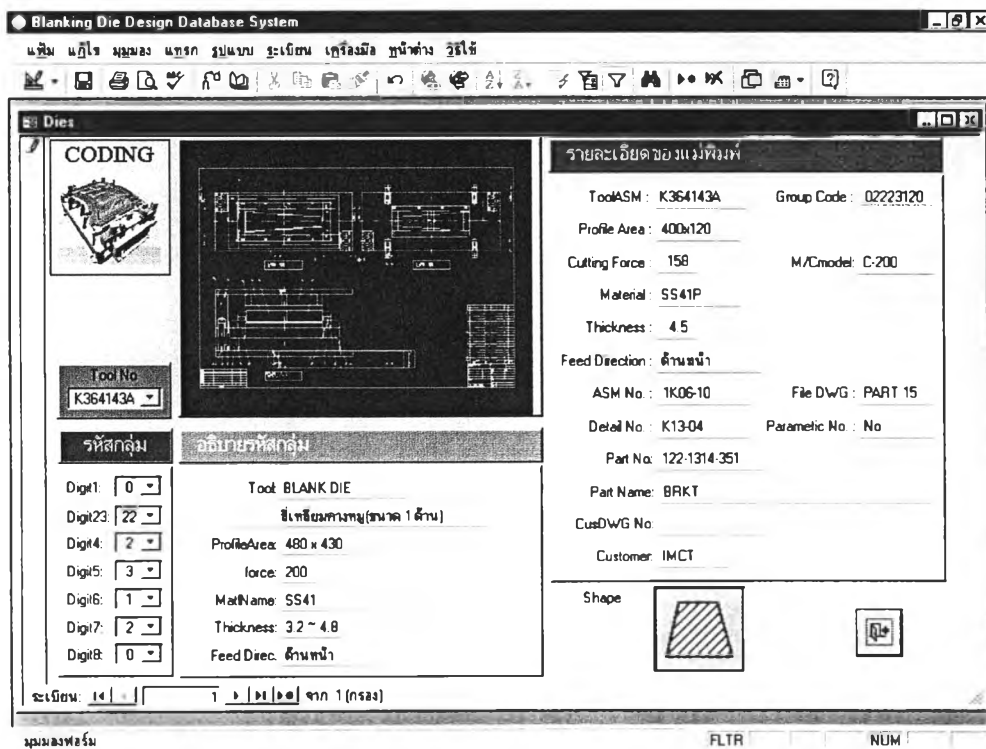 Blanking Die Design Database System
แฟ้ม แก้ไข มุมมอง แทรก รูปแบบ ระเบียน เครื่องมือ หน้าต่าง วิธีใช้
Dies
CODING
Tool No
K364143A
รหัสกลุ่ม
Digit1: 0
Digit23: 22
Digit4: 2
Digit5: 3
Digit6: 1
Digit7: 2
Digit8: 0
อธิบายรหัสกลุ่ม
Tool: BLANK DIE
สี่เหลี่ยมคางหมู(ขนาด 1 ด้าน)
ProfileArea: 480 x 430
force: 200
MatlName: SS41
Thickness: 3.2 ~ 4.8
Feed Direc. ด้านหน้า
รายละเอียดของแม่พิมพ์
ToolASM : K364143A Group Code : 02223120
Profile Area : 400x120
Cutting Force : 158 M/Cmodel: C-200
Material : SS41P
Thickness : 4.5
Feed Direction : ด้านหน้า
ASM No. : 1K06-10 File DWG : PART 15
Detail No. : K13-04 Parametic No. : No
Part No: 122-1314-351
Part Name: BRKT
CusDWG No:
Customer: IMCT
Shape
ระเบียน: 1 จาก 1 (กรอง)
มุมมองฟอร์ม FLTR NUM